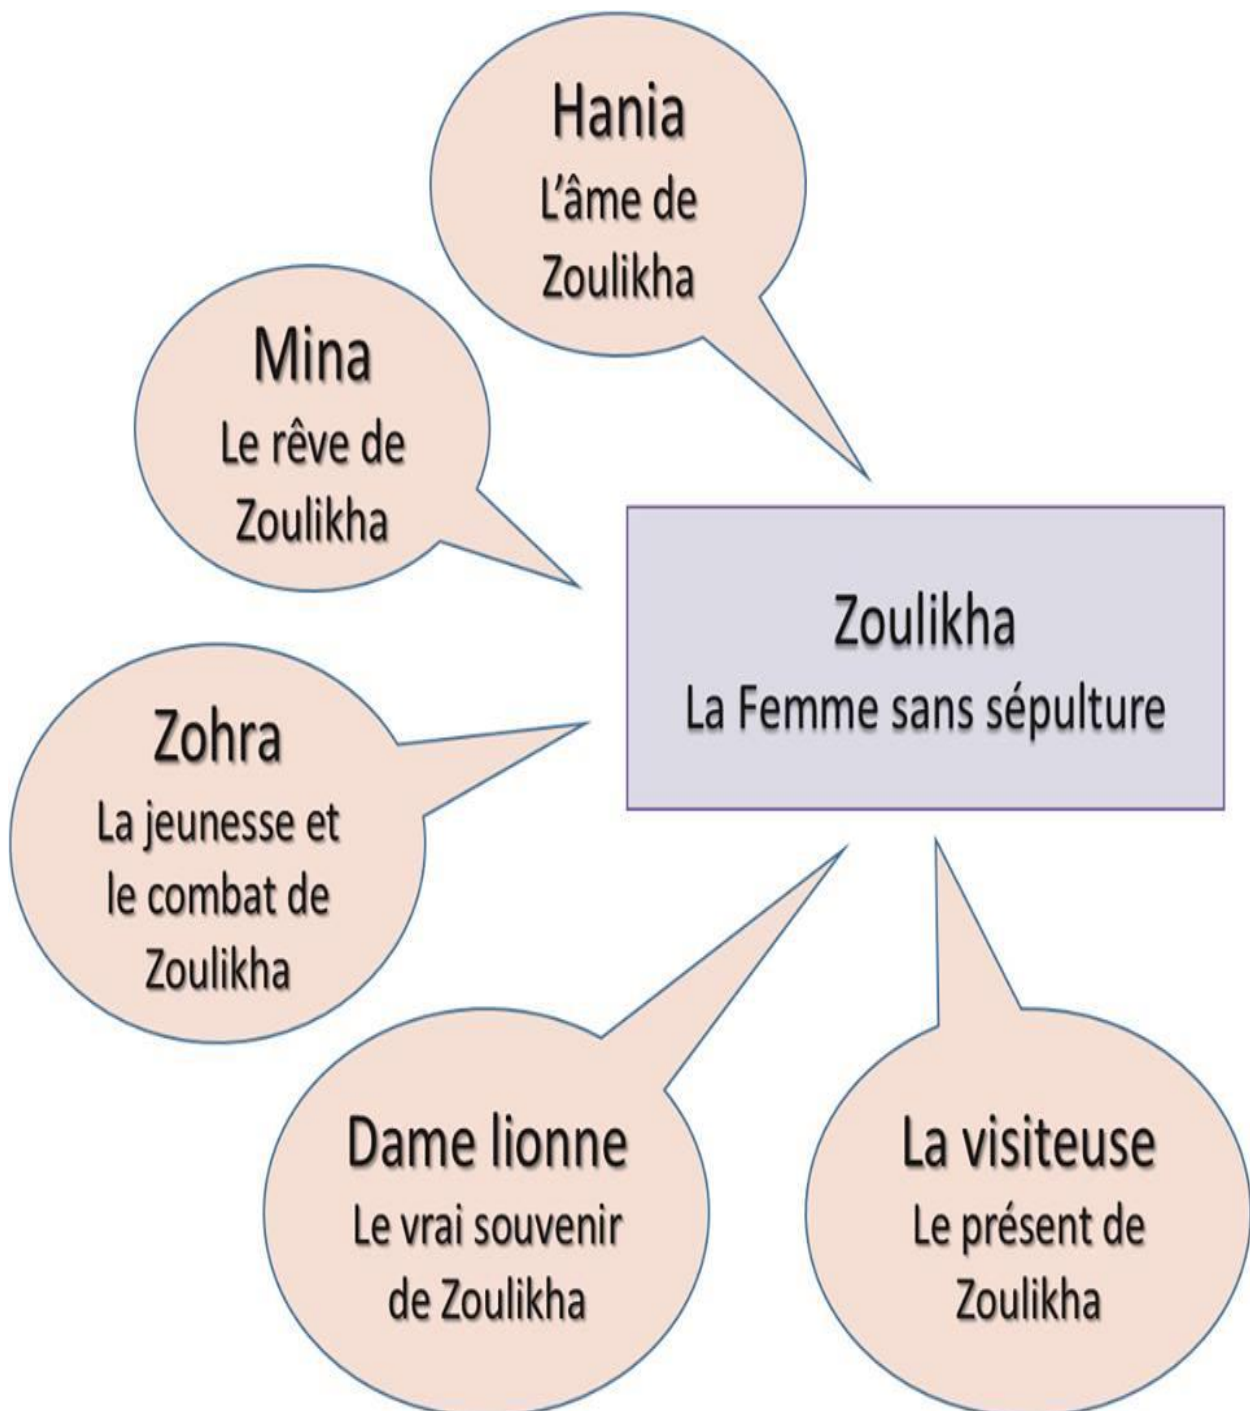 Hania
L'âme de
Zoulikha
Mina
Le rêve de
Zoulikha
Zoulikha
La Femme sans sépulture
Zohra
La jeunesse et
le combat de
Zoulikha
Dame lionne
Le vrai souvenir
de Zoulikha
La visiteuse
Le présent de
Zoulikha